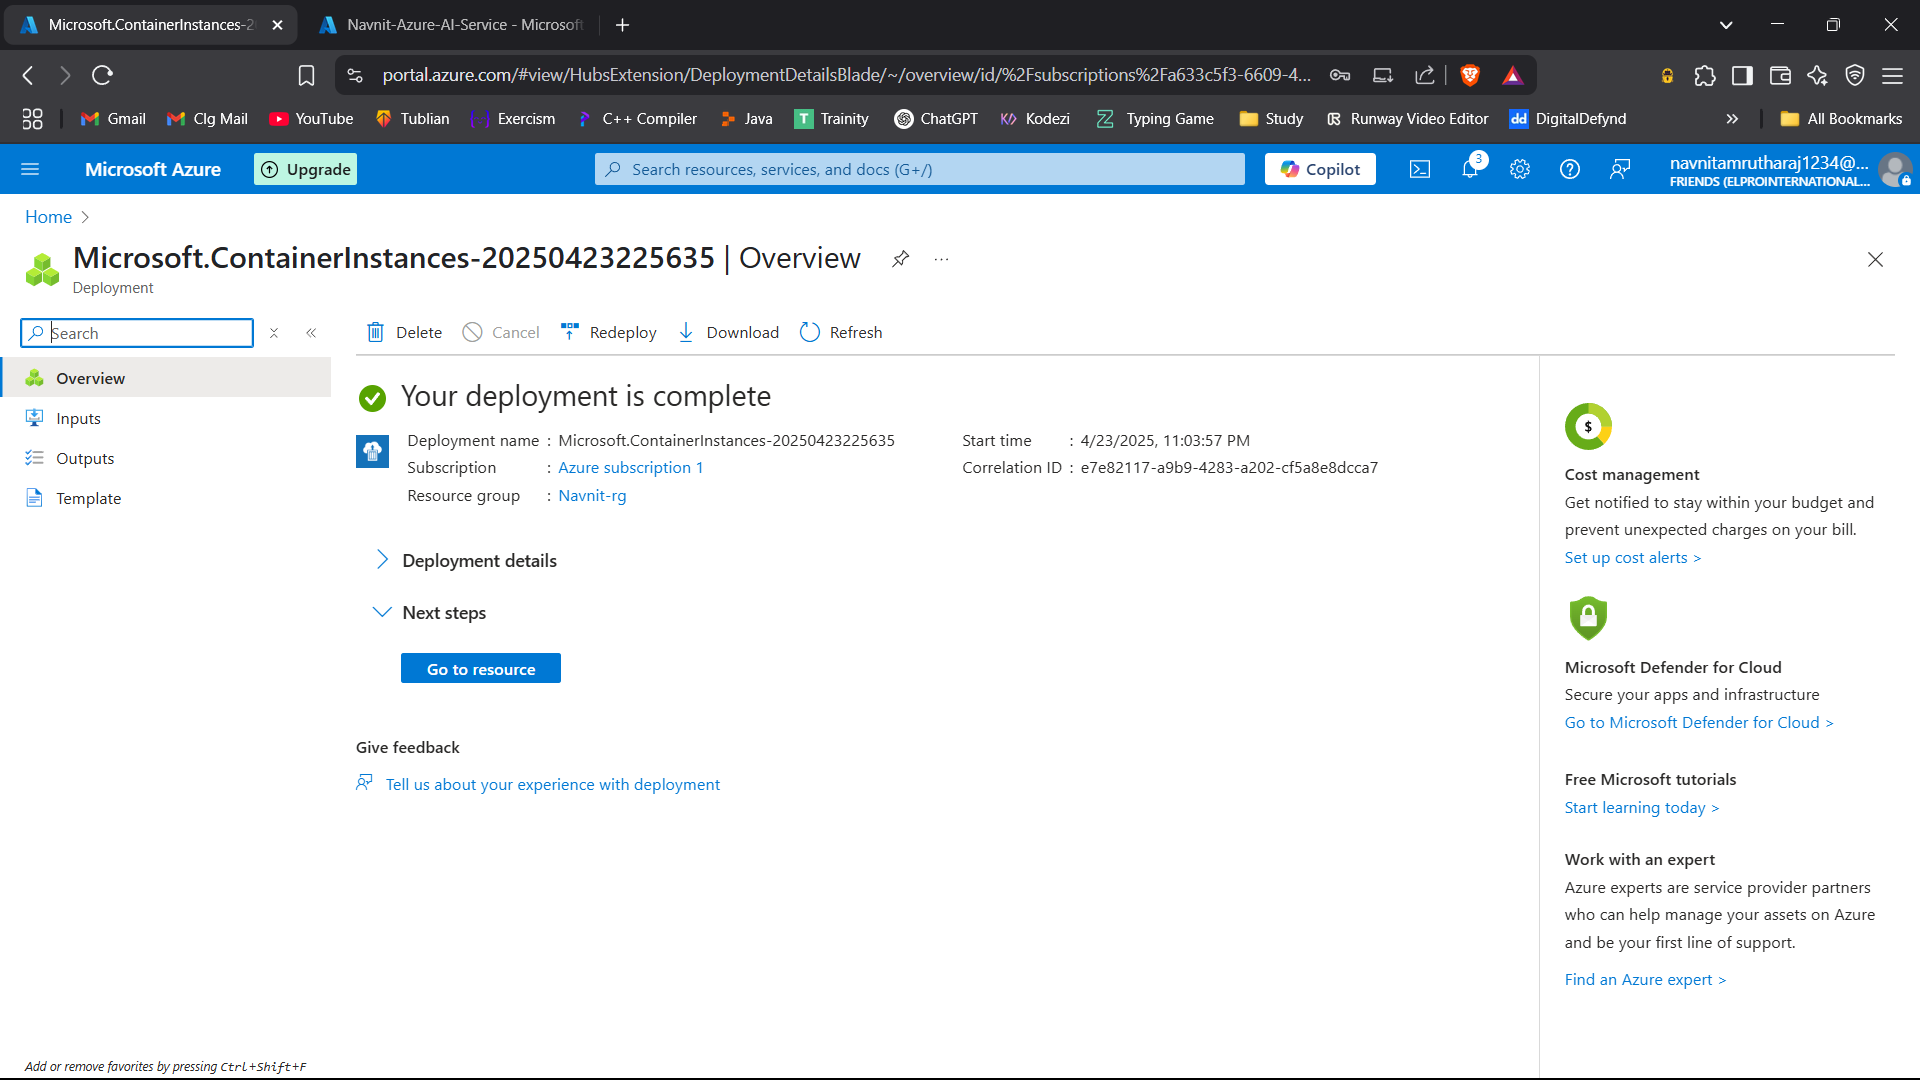 Microsoft.ContainerInstances-2
Navnit-Azure-AI-Service - Microsoft
portal.azure.com/#view/HubsExtension/DeploymentDetailsBlade/~/overview/id/%2Fsubscriptions%2Fa633c5f3-6609-4...
Gmail
Clg Mail
YouTube
Tublian
Exercism
C++ Compiler
Java
Trainity
ChatGPT
Kodezi
Typing Game
Study
Runway Video Editor
DigitalDefynd
»
All Bookmarks
Microsoft Azure
Upgrade
Search resources, services, and docs (G+/)
Copilot
3
navnitamrutharaj1234@...
FRIENDS (ELPROINTERNATIONAL...
Home >
Microsoft.ContainerInstances-20250423225635 | Overview
Deployment
Search
Delete
Cancel
Redeploy
Download
Refresh
Overview
Inputs
Outputs
Template
Your deployment is complete
Deployment name : Microsoft.ContainerInstances-20250423225635
Subscription : Azure subscription 1
Resource group : Navnit-rg
Start time : 4/23/2025, 11:03:57 PM
Correlation ID : e7e82117-a9b9-4283-a202-cf5a8e8dcca7
Deployment details
Next steps
Go to resource
Give feedback
Tell us about your experience with deployment
Cost management
Get notified to stay within your budget and
prevent unexpected charges on your bill.
Set up cost alerts >
Microsoft Defender for Cloud
Secure your apps and infrastructure
Go to Microsoft Defender for Cloud >
Free Microsoft tutorials
Start learning today >
Work with an expert
Azure experts are service provider partners
who can help manage your assets on Azure
and be your first line of support.
Find an Azure expert >
Add or remove favorites by pressing Ctrl+Shift+F